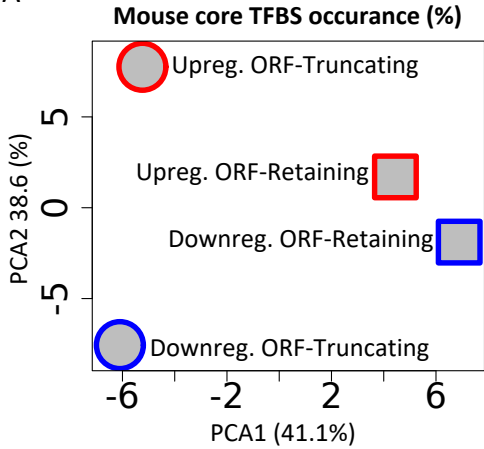 Mouse core TFBS occurance (%)
Upreg. ORF-Truncating
Upreg. ORF-Retaining
Downreg. ORF-Retaining
Downreg. ORF-Truncating
PCA2 38.6 (%)
5
0
-5
-6
-2
2
6
PCA1 (41.1%)